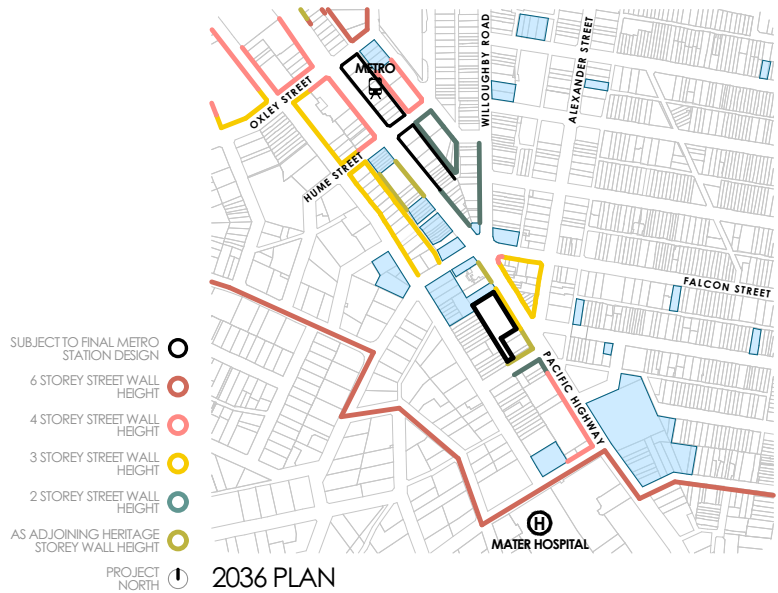 METRO
OXLEY STREET
HUME STREET
WILLOUGHBY ROAD
ALEXANDER STREET
FALCON STREET
PACIFIC HIGHWAY
SUBJECT TO FINAL METRO
STATION DESIGN
6 STOREY STREET WALL
HEIGHT
4 STOREY STREET WALL
HEIGHT
3 STOREY STREET WALL
HEIGHT
2 STOREY STREET WALL
HEIGHT
AS ADJOINING HERITAGE
STOREY WALL HEIGHT
H
MATER HOSPITAL
PROJECT
NORTH
2036 PLAN